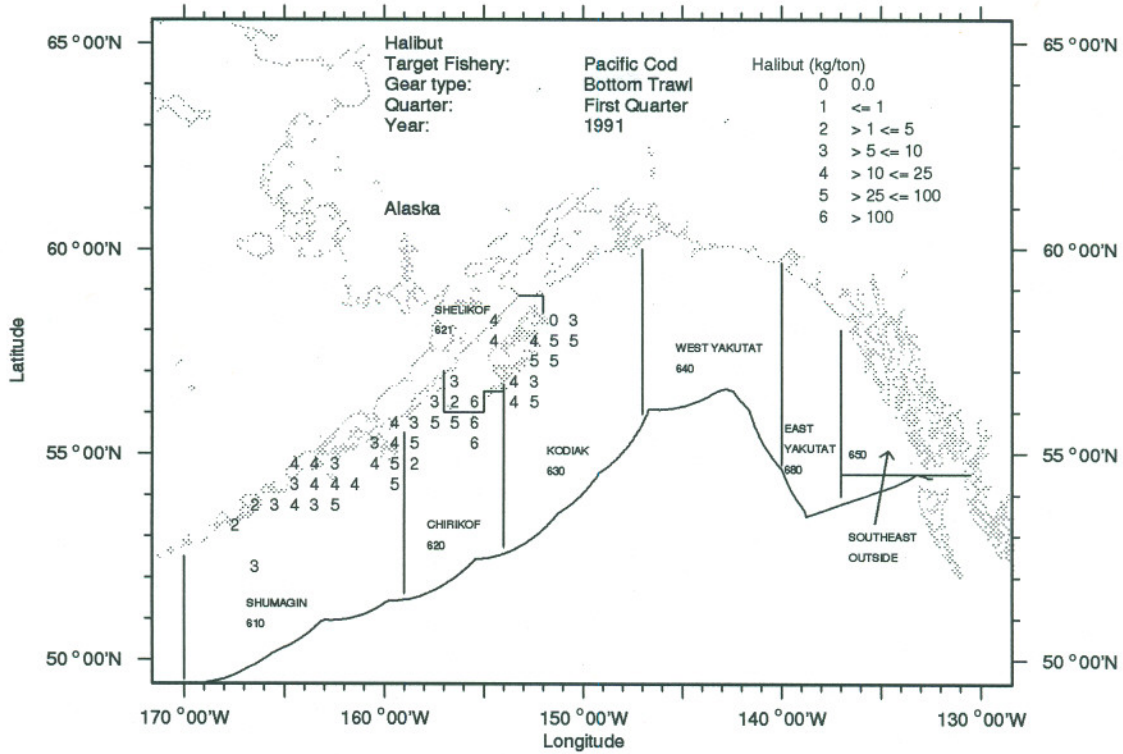 65°00'N 65°00'N
Halibut
Target Fishery: Pacific Cod
Gear type: Bottom Trawl
Quarter: First Quarter
Year: 1991
Halibut (kg/ton)
0 0.0
1 <= 1
2 > 1 <= 5
3 > 5 <= 10
4 > 10 <= 25
5 > 25 <= 100
6 > 100
Alaska
60°00'N 60°00'N
SHELIKOF
621
4 0 3
4 4 5 5
5 5
3 4 3
3 2 6 4 5
4 3 5 5 6
3 4 5 6
4 4 3 4 5 2
3 4 4 4 5
2 3 4 3 5
2
3
WEST YAKUTAT
640
EAST
YAKUTAT
680
650
55°00'N 55°00'N
KODIAK
630
CHIRIKOF
620
SOUTHEAST
OUTSIDE
SHUMAGIN
610
50°00'N 50°00'N
Latitude
170°00'W 160°00'W 150°00'W 140°00'W 130°00'W
Longitude